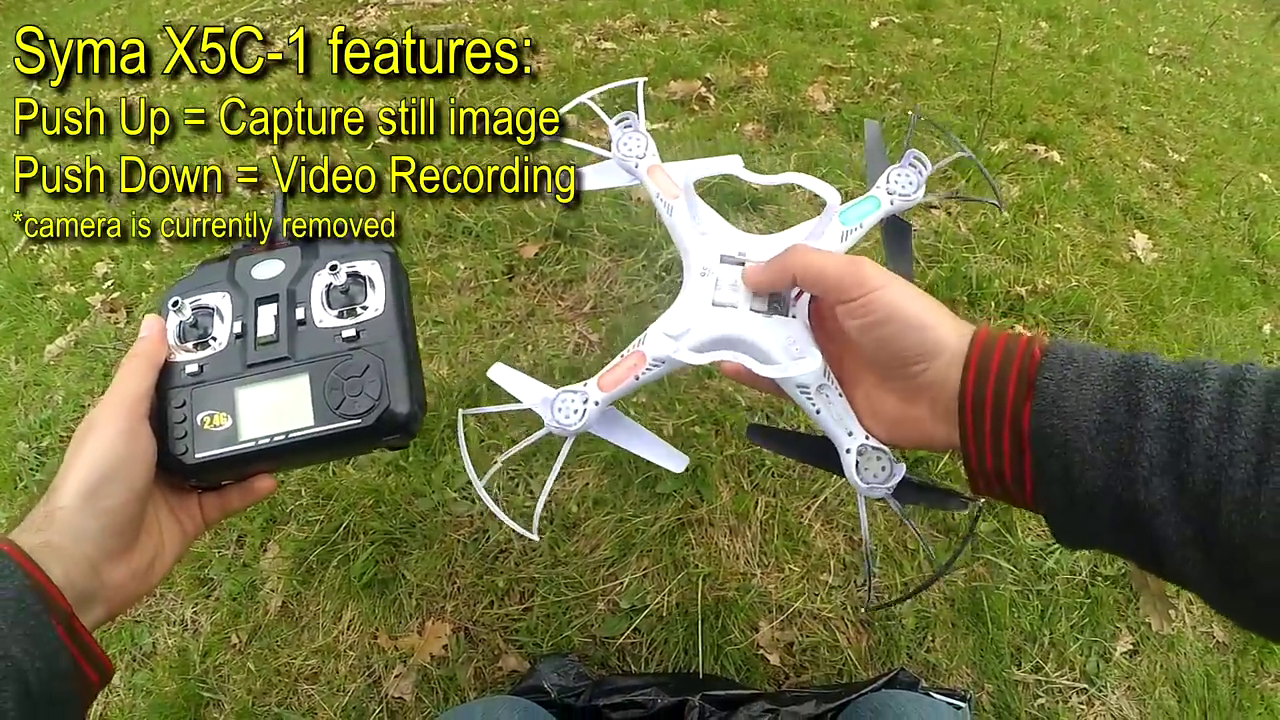 Syma X5C-1 features:
Push Up = Capture still image
Push Down = Video Recording
*camera is currently removed
2.4G